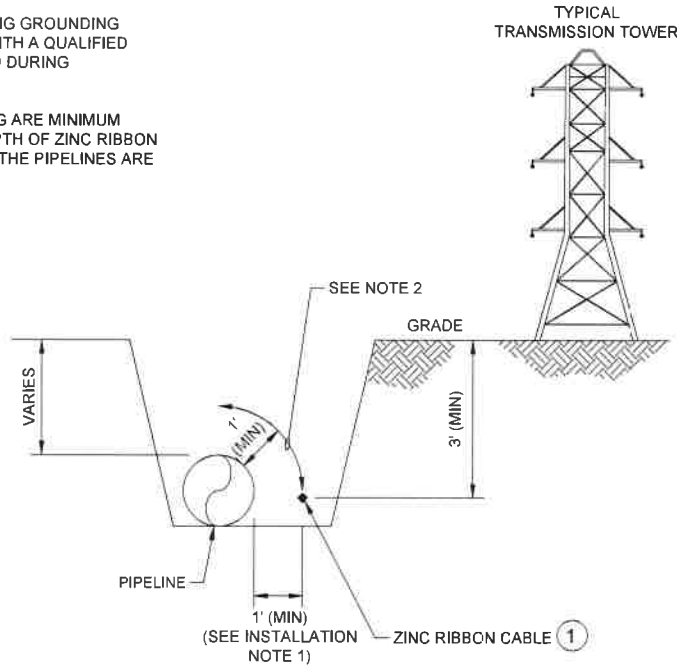 NG GROUNDING
ITH A QUALIFIED
DURING
G ARE MINIMUM
PTH OF ZINC RIBBON
THE PIPELINES ARE
TYPICAL
TRANSMISSION TOWER
SEE NOTE 2
GRADE
VARIES
1'
(MIN)
3' (MIN)
PIPELINE
1' (MIN)
(SEE INSTALLATION
NOTE 1)
ZINC RIBBON CABLE 1